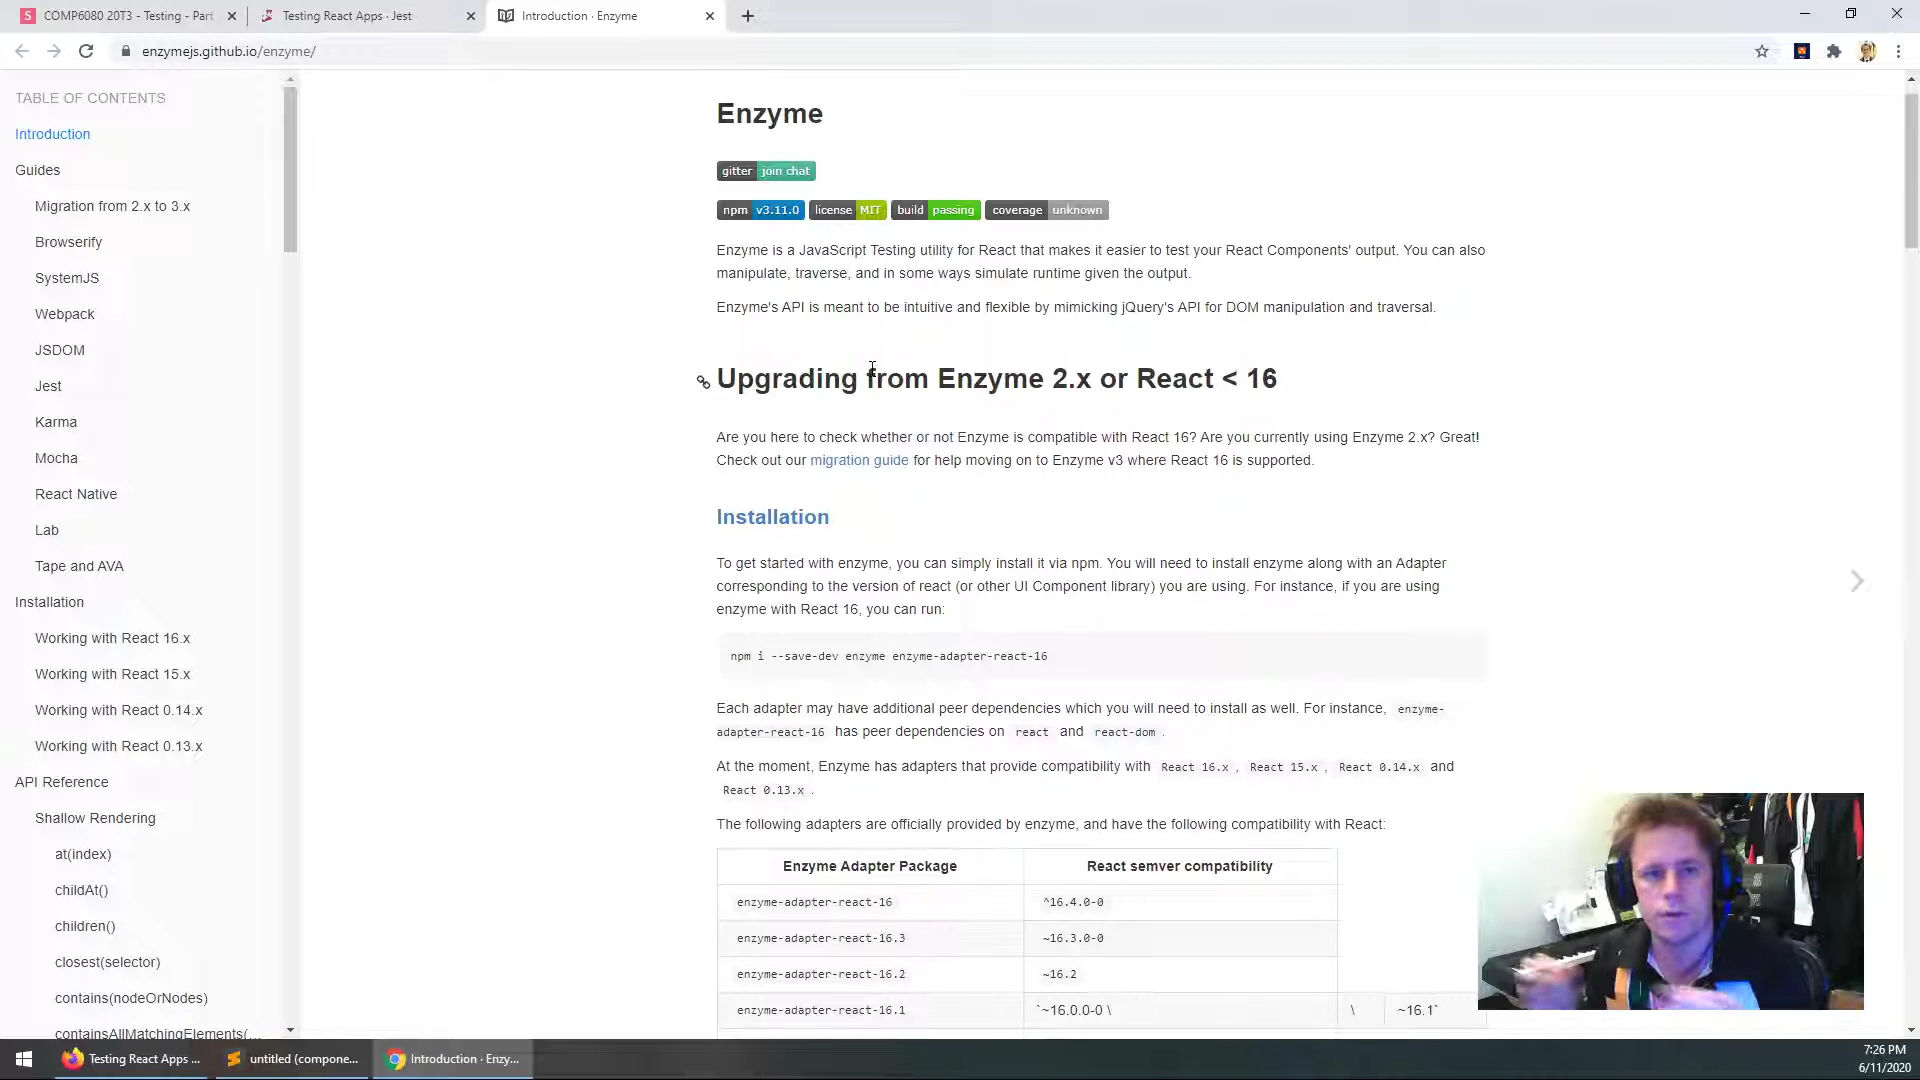 COMP6080 20T3 - Testing - Part
Testing React Apps · Jest
Introduction · Enzyme
enzymejs.github.io/enzyme/
TABLE OF CONTENTS
Introduction
Guides
Migration from 2.x to 3.x
Browserify
SystemJS
Webpack
JSDOM
Jest
Karma
Mocha
React Native
Lab
Tape and AVA
Installation
Working with React 16.x
Working with React 15.x
Working with React 0.14.x
Working with React 0.13.x
API Reference
Shallow Rendering
at(index)
childAt()
children()
closest(selector)
contains(nodeOrNodes)
containsAllMatchingElements(...
Enzyme
gitter join chat
npm v3.11.0 license MIT build passing coverage unknown
Enzyme is a JavaScript Testing utility for React that makes it easier to test your React Components' output. You can also
manipulate, traverse, and in some ways simulate runtime given the output.
Enzyme's API is meant to be intuitive and flexible by mimicking jQuery's API for DOM manipulation and traversal.
Upgrading from Enzyme 2.x or React < 16
Are you here to check whether or not Enzyme is compatible with React 16? Are you currently using Enzyme 2.x? Great!
Check out our migration guide for help moving on to Enzyme v3 where React 16 is supported.
Installation
To get started with enzyme, you can simply install it via npm. You will need to install enzyme along with an Adapter
corresponding to the version of react (or other UI Component library) you are using. For instance, if you are using
enzyme with React 16, you can run:
npm i --save-dev enzyme enzyme-adapter-react-16
Each adapter may have additional peer dependencies which you will need to install as well. For instance, enzyme-
adapter-react-16 has peer dependencies on react and react-dom .
At the moment, Enzyme has adapters that provide compatibility with React 16.x , React 15.x , React 0.14.x and
React 0.13.x .
The following adapters are officially provided by enzyme, and have the following compatibility with React:
Enzyme Adapter Package React semver compatibility
enzyme-adapter-react-16 ^16.4.0-0
enzyme-adapter-react-16.3 ~16.3.0-0
enzyme-adapter-react-16.2 ~16.2
enzyme-adapter-react-16.1 `~16.0.0-0 \ \ ~16.1`
Testing React Apps ...
untitled (compone...
Introduction · Enzy...
7:26 PM
6/11/2020